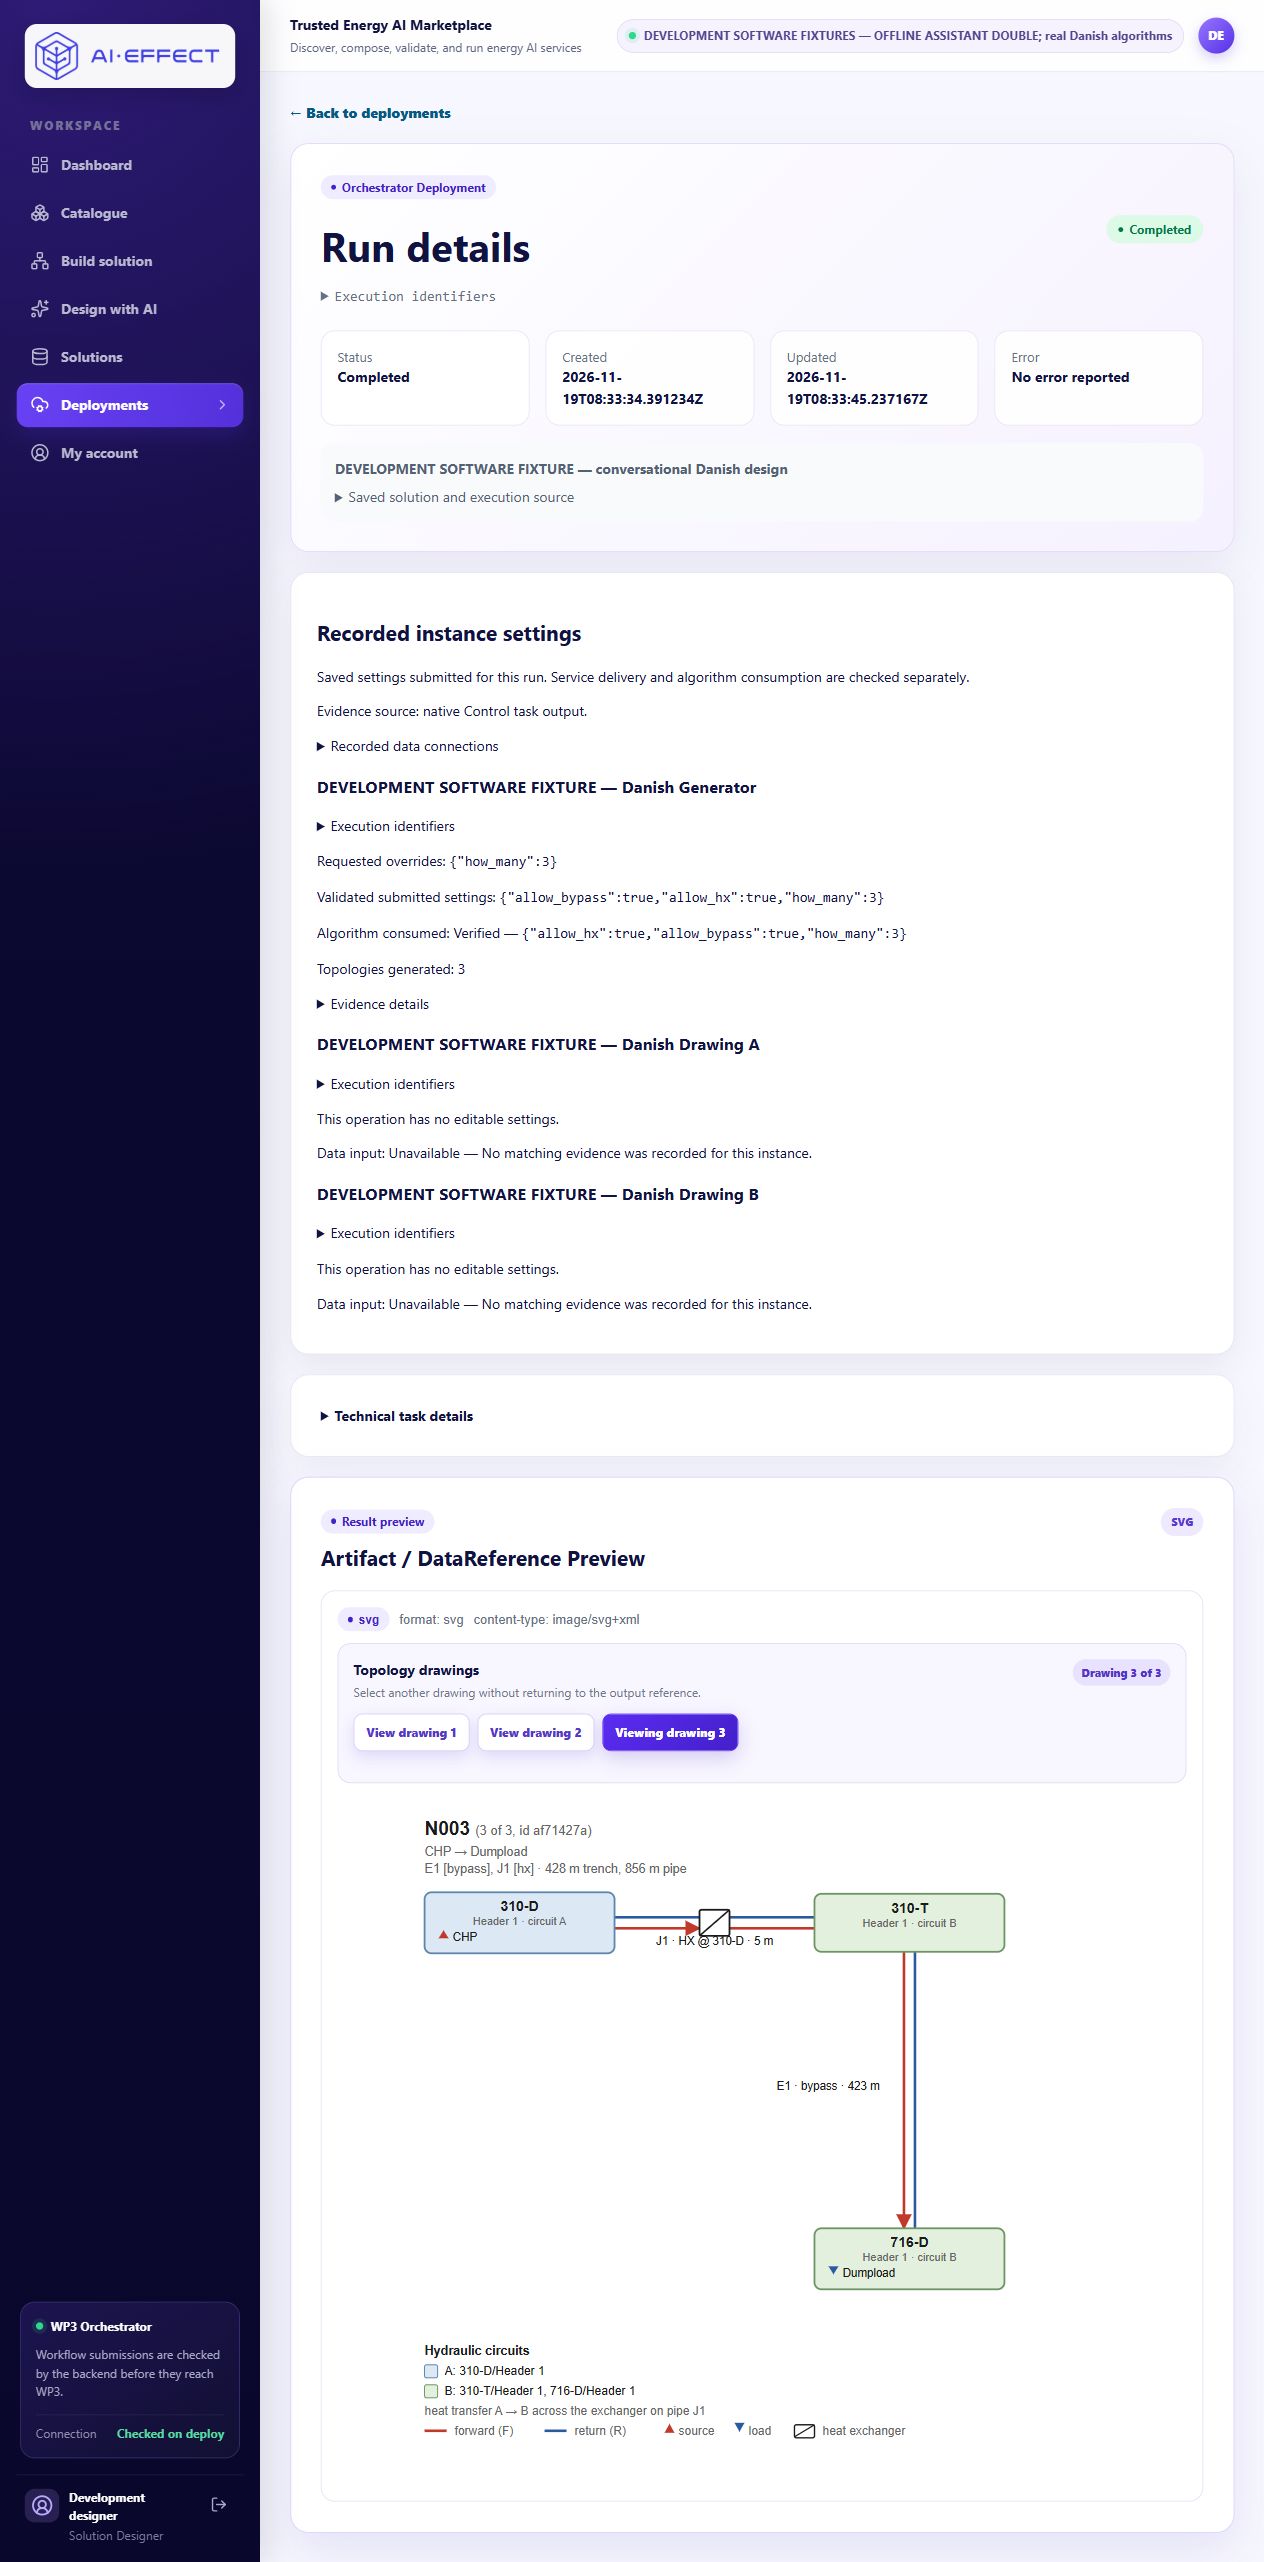 AI·EFFECT
WORKSPACE
Dashboard
Catalogue
Build solution
Design with AI
Solutions
Deployments
My account
WP3 Orchestrator
Workflow submissions are checked
by the backend before they reach
WP3.
Connection Checked on deploy
Development
designer
Solution Designer
Trusted Energy AI Marketplace
Discover, compose, validate, and run energy AI services
DEVELOPMENT SOFTWARE FIXTURES — OFFLINE ASSISTANT DOUBLE; real Danish algorithms
DE
← Back to deployments
Orchestrator Deployment
Run details
Completed
▶ Execution identifiers
Status
Completed
Created
2026-11-
19T08:33:34.391234Z
Updated
2026-11-
19T08:33:45.237167Z
Error
No error reported
DEVELOPMENT SOFTWARE FIXTURE — conversational Danish design
▶ Saved solution and execution source
Recorded instance settings
Saved settings submitted for this run. Service delivery and algorithm consumption are checked separately.
Evidence source: native Control task output.
▶ Recorded data connections
DEVELOPMENT SOFTWARE FIXTURE — Danish Generator
▶ Execution identifiers
Requested overrides: {"how_many":3}
Validated submitted settings: {"allow_bypass":true,"allow_hx":true,"how_many":3}
Algorithm consumed: Verified — {"allow_hx":true,"allow_bypass":true,"how_many":3}
Topologies generated: 3
▶ Evidence details
DEVELOPMENT SOFTWARE FIXTURE — Danish Drawing A
▶ Execution identifiers
This operation has no editable settings.
Data input: Unavailable — No matching evidence was recorded for this instance.
DEVELOPMENT SOFTWARE FIXTURE — Danish Drawing B
▶ Execution identifiers
This operation has no editable settings.
Data input: Unavailable — No matching evidence was recorded for this instance.
▶ Technical task details
Result preview
SVG
Artifact / DataReference Preview
svg format: svg content-type: image/svg+xml
Topology drawings
Drawing 3 of 3
Select another drawing without returning to the output reference.
View drawing 1 View drawing 2 Viewing drawing 3
N003 (3 of 3, id af71427a)
CHP → Dumpload
E1 [bypass], J1 [hx] · 428 m trench, 856 m pipe
310-D
Header 1 · circuit A
CHP
J1 · HX @ 310-D · 5 m
310-T
Header 1 · circuit B
E1 · bypass · 423 m
716-D
Header 1 · circuit B
Dumpload
Hydraulic circuits
A: 310-D/Header 1
B: 310-T/Header 1, 716-D/Header 1
heat transfer A → B across the exchanger on pipe J1
forward (F) return (R) source load heat exchanger